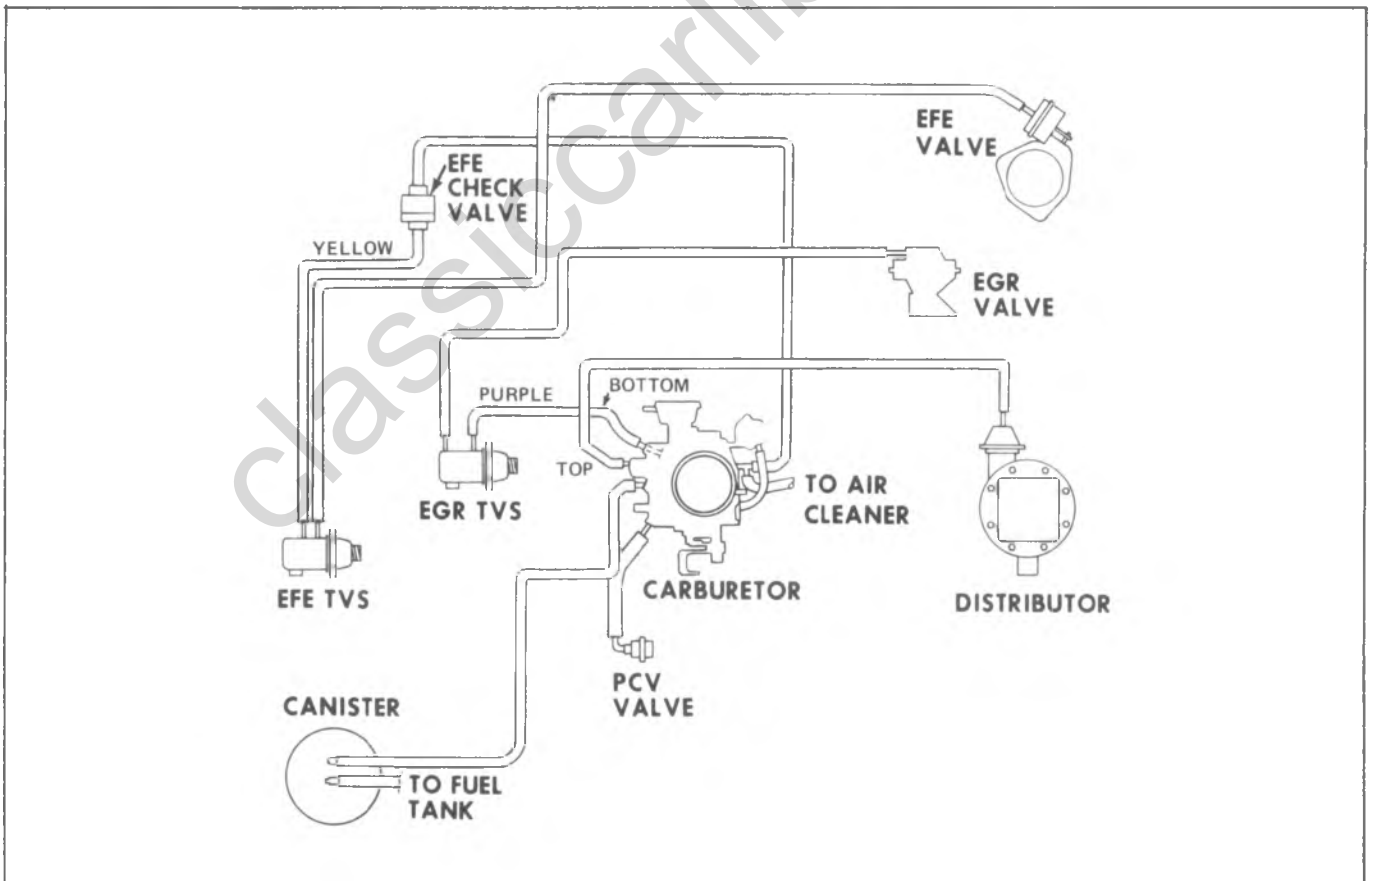 EFE
VALVE
EFE
CHECK
VALVE
YELLOW
EGR
VALVE
PURPLE
BOTTOM
TOP
EGR TVS
TO AIR
CLEANER
EFE TVS
CARBURETOR
DISTRIBUTOR
PCV
VALVE
CANISTER
TO FUEL
TANK